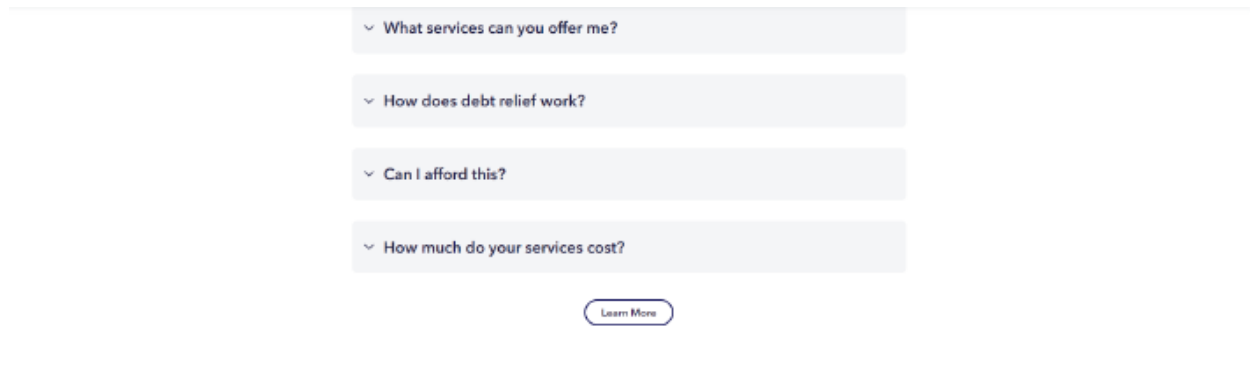 What services can you offer me?
How does debt relief work?
Can I afford this?
How much do your services cost?
Learn More